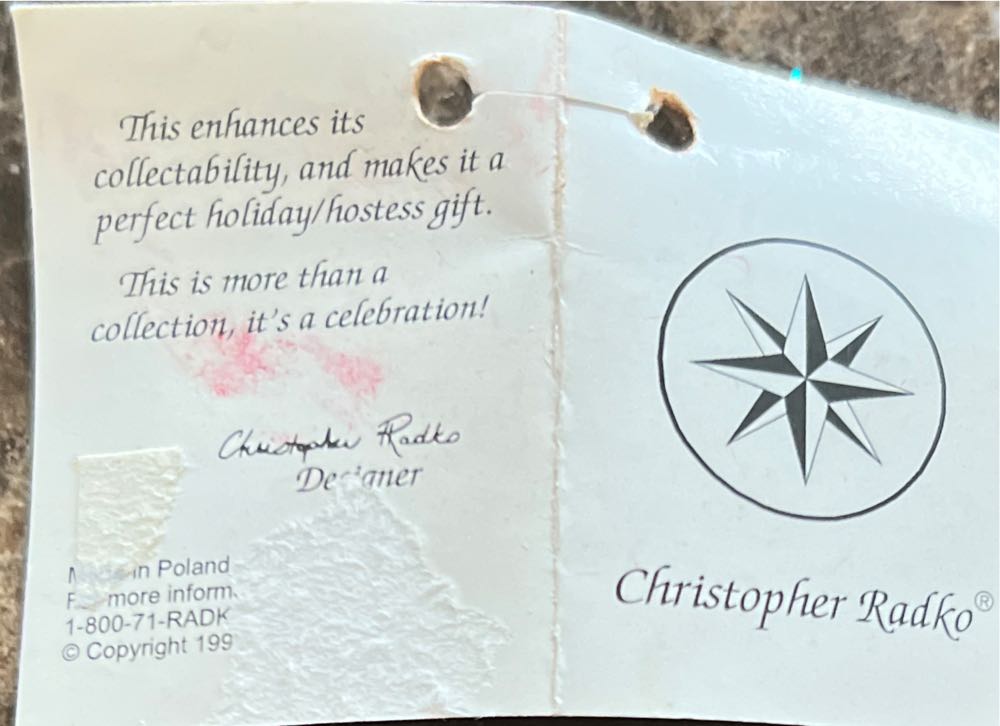 This enhances its
collectability, and makes it a
perfect holiday/hostess gift.
This is more than a
collection, it's a celebration!
Christopher Radko
Designer
in Poland
more inform
1-800-71-RADK
© Copyright 199
Christopher Radko®